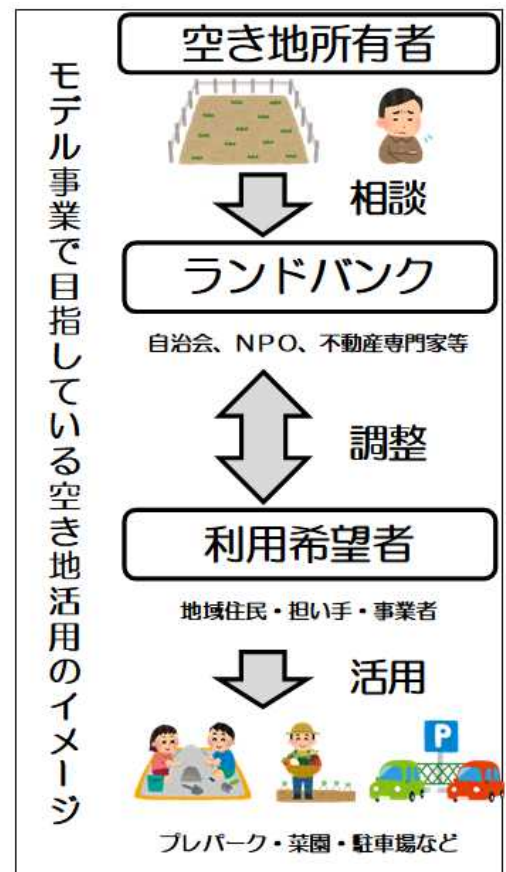 モデル事業で目指している空き地活用のイメージ
空き地所有者
相談
ランドバンク
自治会、NPO、不動産専門家等
調整
利用希望者
地域住民・担い手・事業者
活用
P
プレパーク・菜園・駐車場など